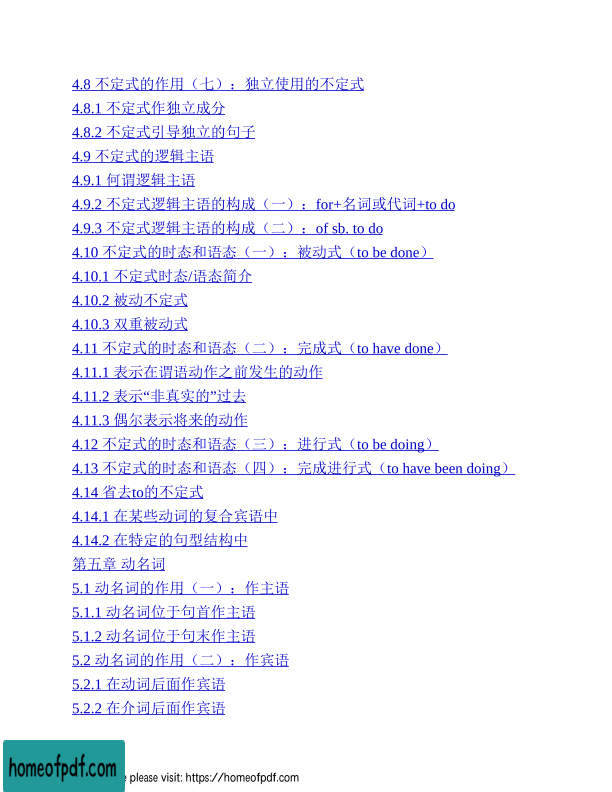 4.8 不定式的作用（七）：独立使用的不定式
4.8.1 不定式作独立成分
4.8.2 不定式引导独立的句子
4.9 不定式的逻辑主语
4.9.1 何谓逻辑主语
4.9.2 不定式逻辑主语的构成（一）：for+名词或代词+to do
4.9.3 不定式逻辑主语的构成（二）：of sb. to do
4.10 不定式的时态和语态（一）：被动式（to be done）
4.10.1 不定式时态/语态简介
4.10.2 被动不定式
4.10.3 双重被动式
4.11 不定式的时态和语态（二）：完成式（to have done）
4.11.1 表示在谓语动作之前发生的动作
4.11.2 表示“非真实的”过去
4.11.3 偶尔表示将来的动作
4.12 不定式的时态和语态（三）：进行式（to be doing）
4.13 不定式的时态和语态（四）：完成进行式（to have been doing）
4.14 省去to的不定式
4.14.1 在某些动词的复合宾语中
4.14.2 在特定的句型结构中
第五章 动名词
5.1 动名词的作用（一）：作主语
5.1.1 动名词位于句首作主语
5.1.2 动名词位于句末作主语
5.2 动名词的作用（二）：作宾语
5.2.1 在动词后面作宾语
5.2.2 在介词后面作宾语
homeofpdf.com
please visit: https://homeofpdf.com